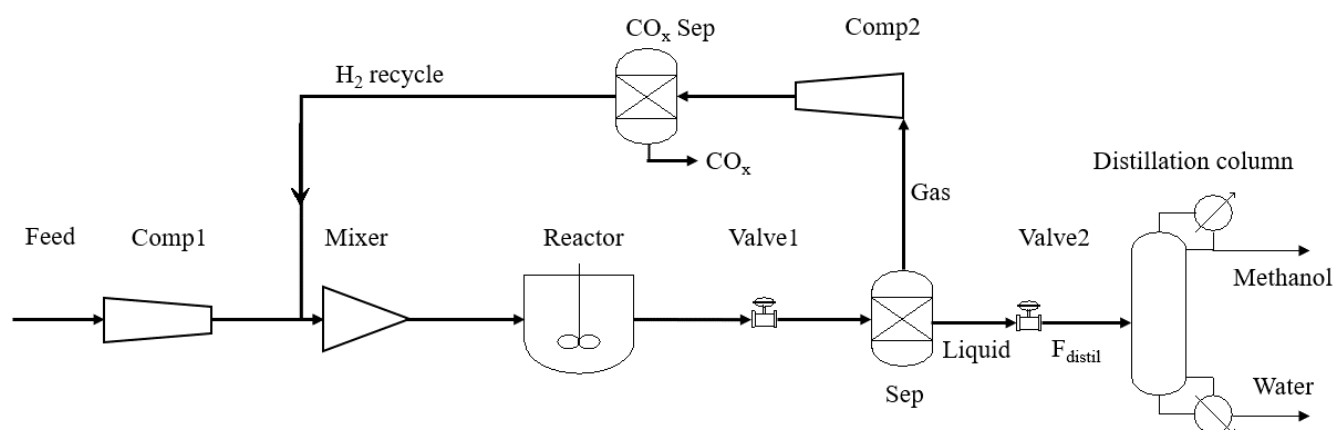 COₓ Sep
Comp2
H₂ recycle
COₓ
Distillation column
Gas
Feed
Comp1
Mixer
Reactor
Valve1
Valve2
Methanol
Liquid
F_distil
Sep
Water